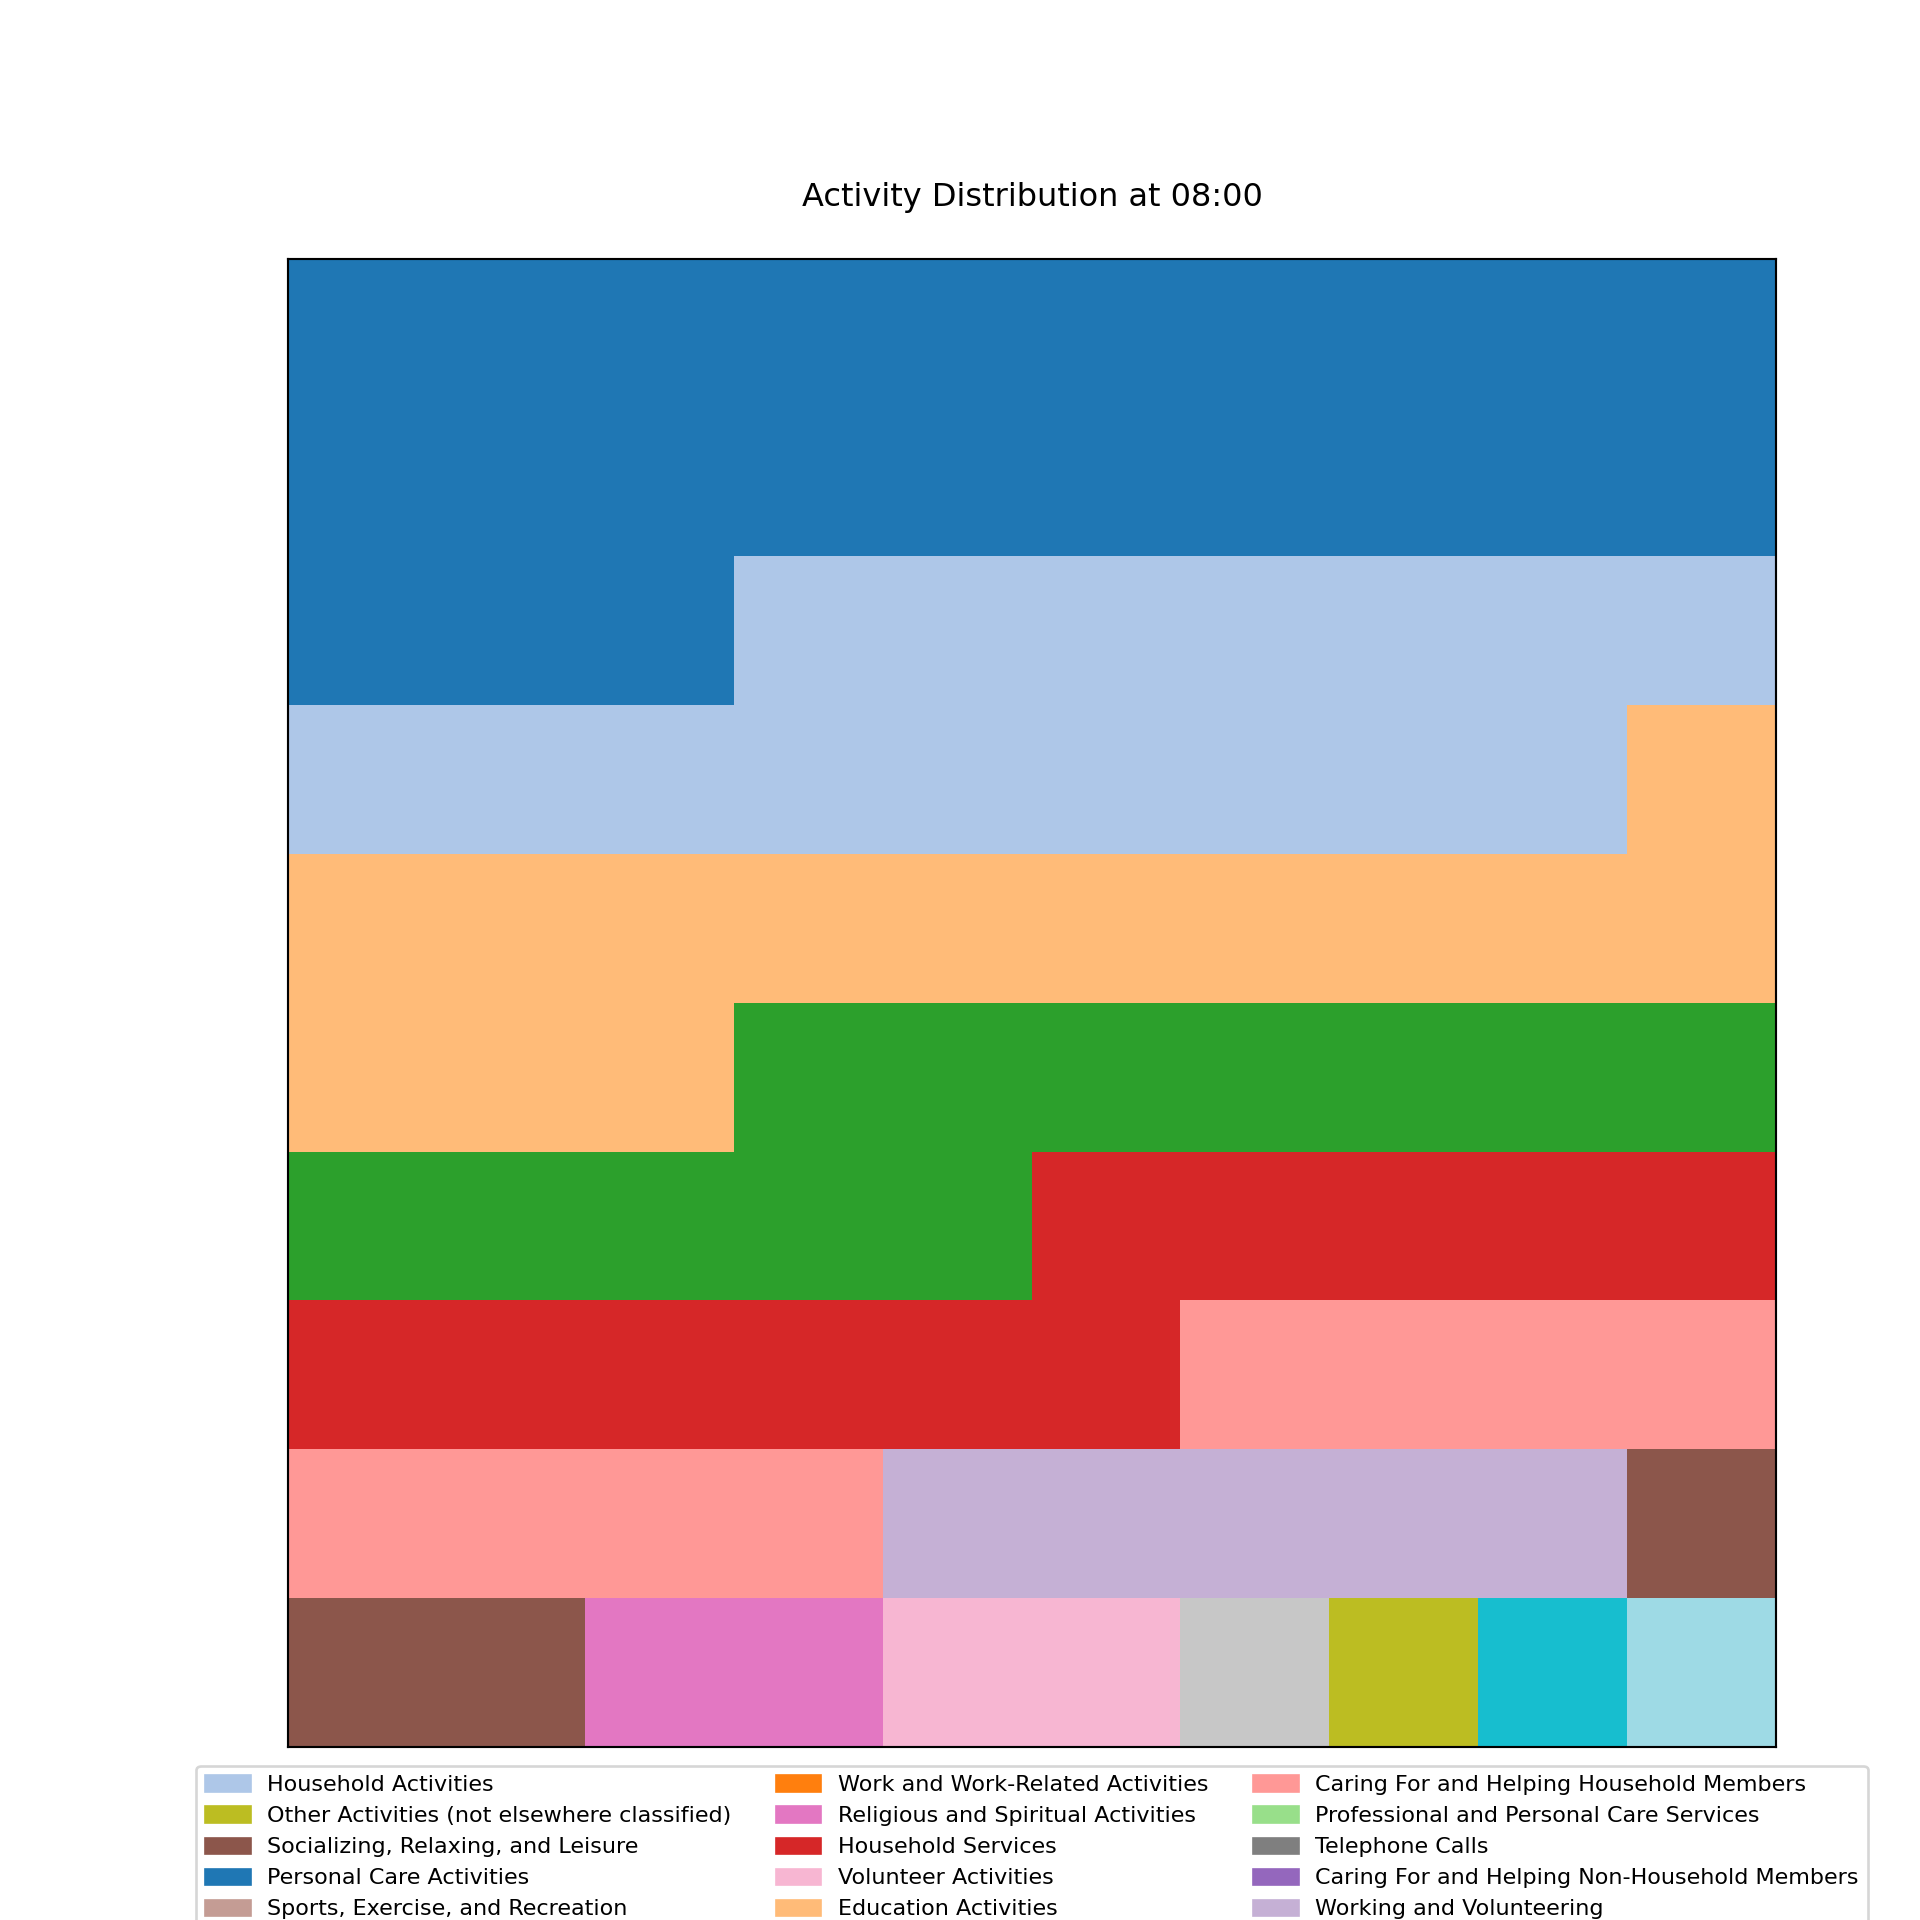 Activity Distribution at 08:00
Household Activities
Other Activities (not elsewhere classified)
Socializing, Relaxing, and Leisure
Personal Care Activities
Sports, Exercise, and Recreation
Work and Work-Related Activities
Religious and Spiritual Activities
Household Services
Volunteer Activities
Education Activities
Caring For and Helping Household Members
Professional and Personal Care Services
Telephone Calls
Caring For and Helping Non-Household Members
Working and Volunteering